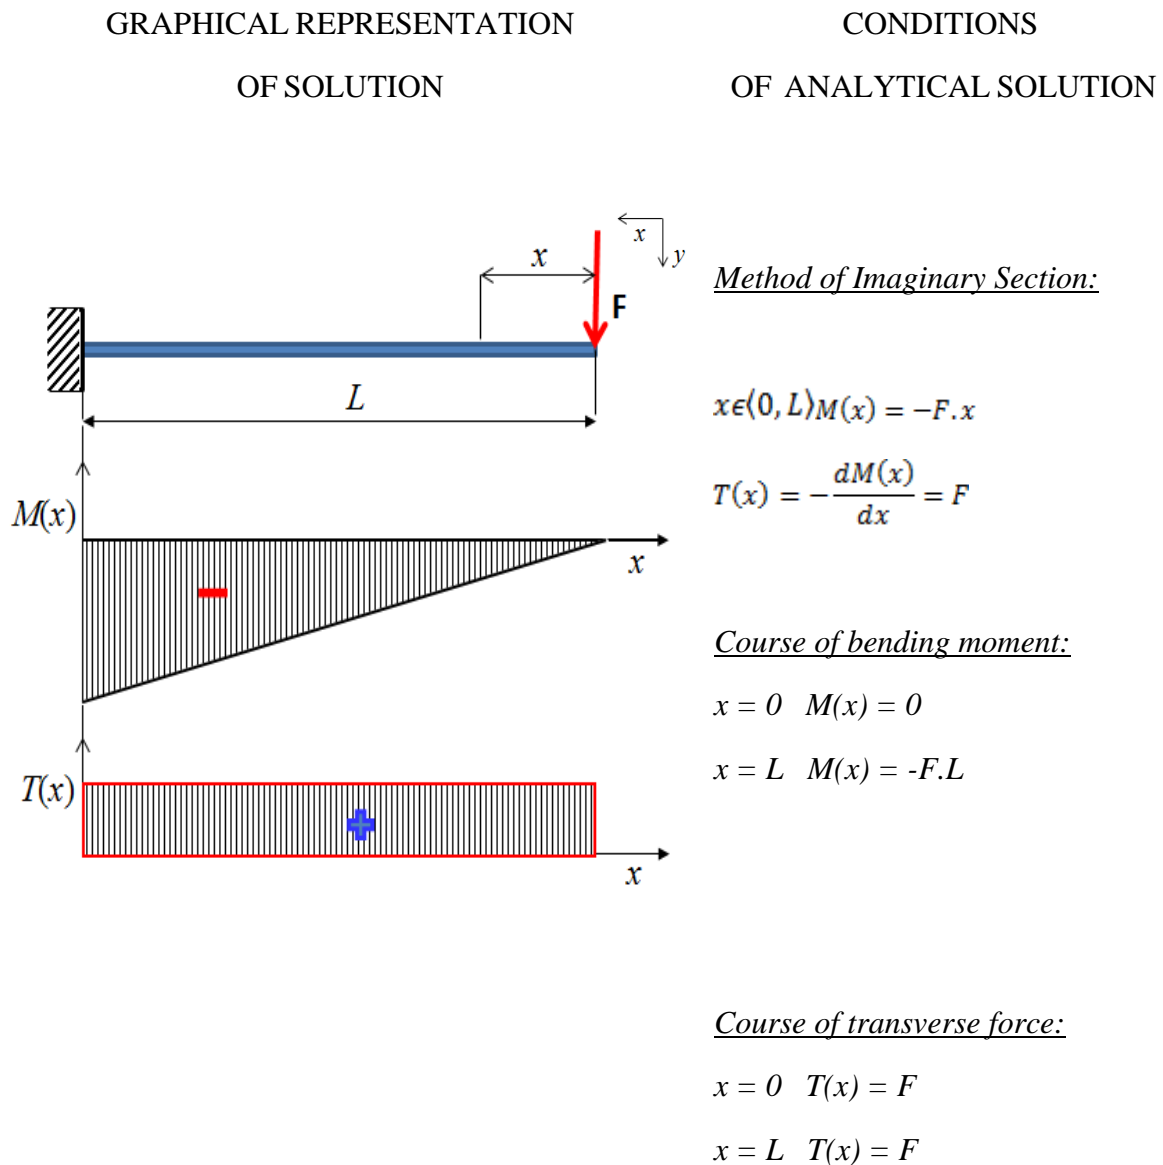 GRAPHICAL REPRESENTATION
OF SOLUTION
CONDITIONS
OF ANALYTICAL SOLUTION
x
y
x
F
L
M(x)
x
T(x)
x
Method of Imaginary Section:
xϵ⟨0, L⟩M(x) = −F.x
T(x) = −dM(x)/dx = F
Course of bending moment:
x = 0 M(x) = 0
x = L M(x) = -F.L
Course of transverse force:
x = 0 T(x) = F
x = L T(x) = F